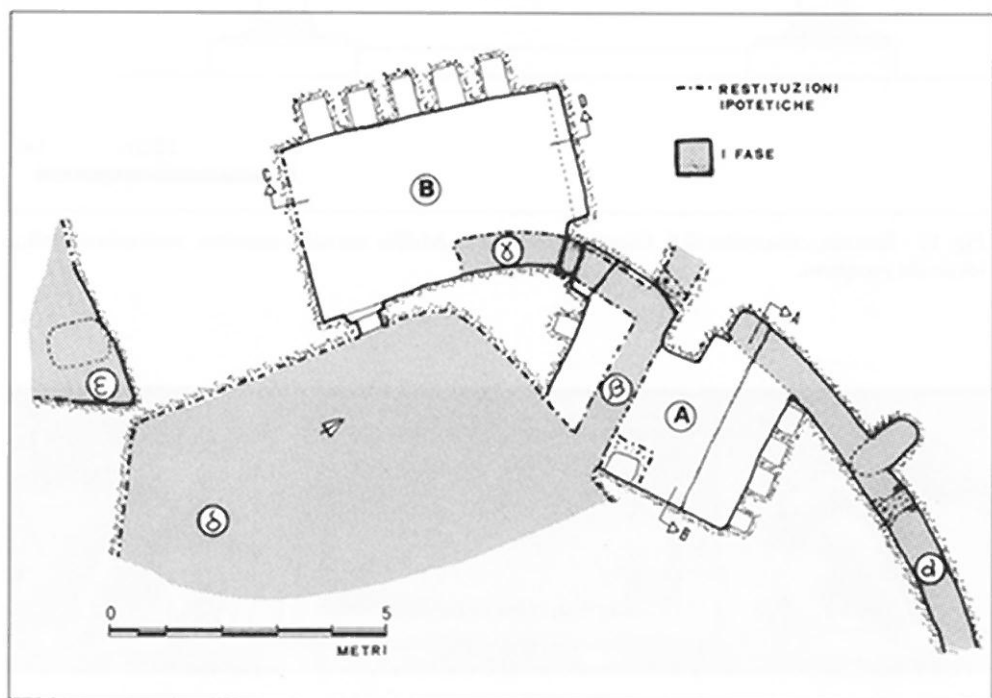 RESTITUZIONI
IPOTETICHE
I FASE
D
C
B
ɣ
A
ε
β
A
δ
B
α
0 5
METRI